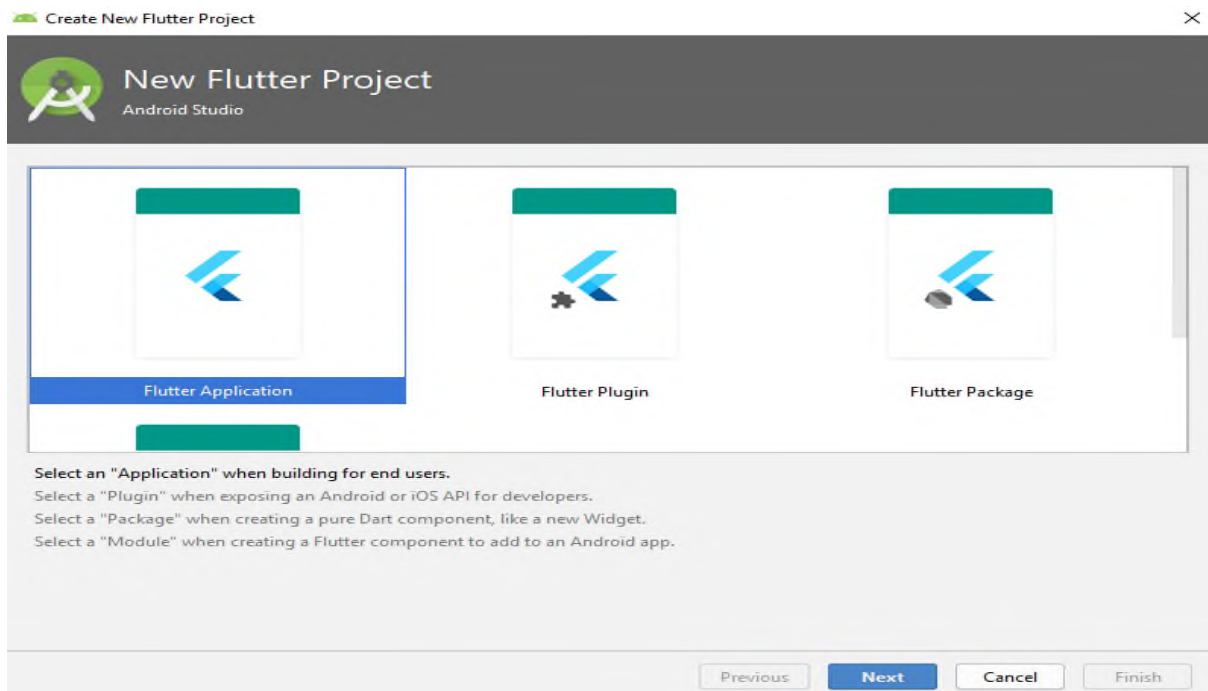 Create New Flutter Project
New Flutter Project
Android Studio
Flutter Application
Flutter Plugin
Flutter Package
Select an "Application" when building for end users.
Select a "Plugin" when exposing an Android or iOS API for developers.
Select a "Package" when creating a pure Dart component, like a new Widget.
Select a "Module" when creating a Flutter component to add to an Android app.
Previous
Next
Cancel
Finish